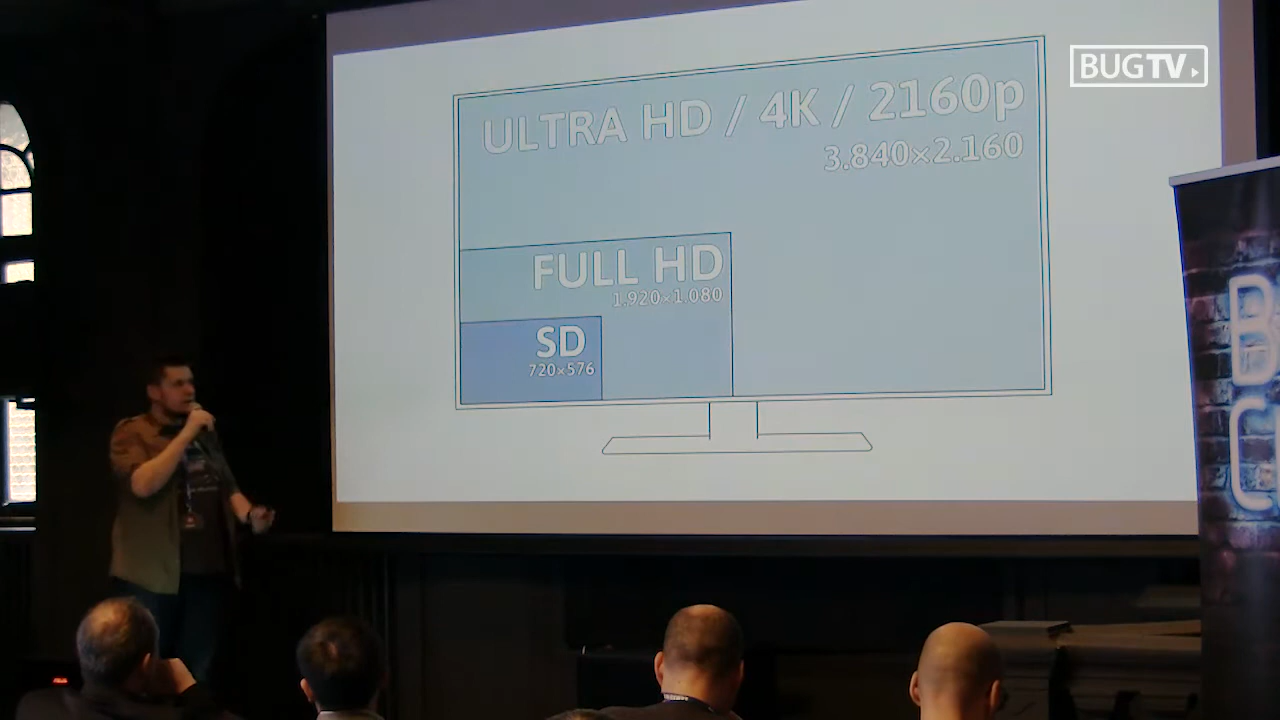 BUGTV
ULTRA HD / 4K / 2160p
3.840×2.160
FULL HD
1.920×1.080
SD
720×576